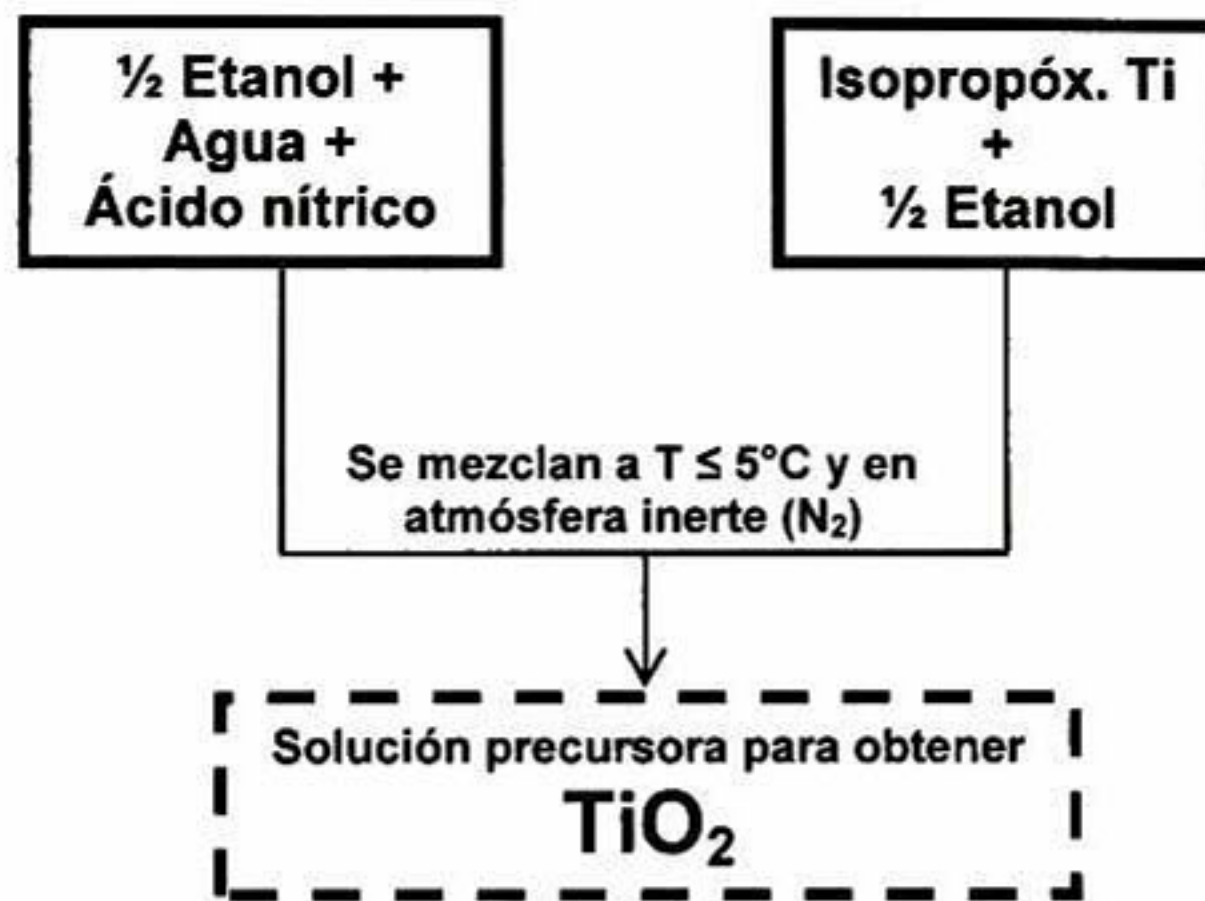 ½ Etanol +
Agua +
Ácido nítrico
Isopropóx. Ti
+
½ Etanol
Se mezclan a T ≤ 5°C y en
atmósfera inerte (N₂)
Solución precursora para obtener
TiO₂